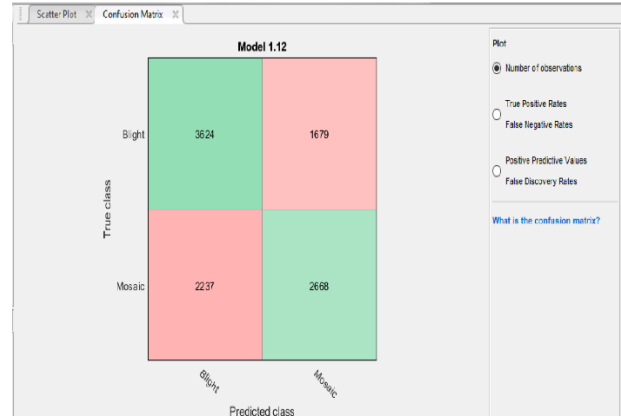 Scatter Plot
Confusion Matrix
Model 1.12
Blight
3624
1679
True class
Mosaic
2237
2668
Blight
Mosaic
Predicted class
Plot
Number of observations
True Positive Rates
False Negative Rates
Positive Predictive Values
False Discovery Rates
What is the confusion matrix?